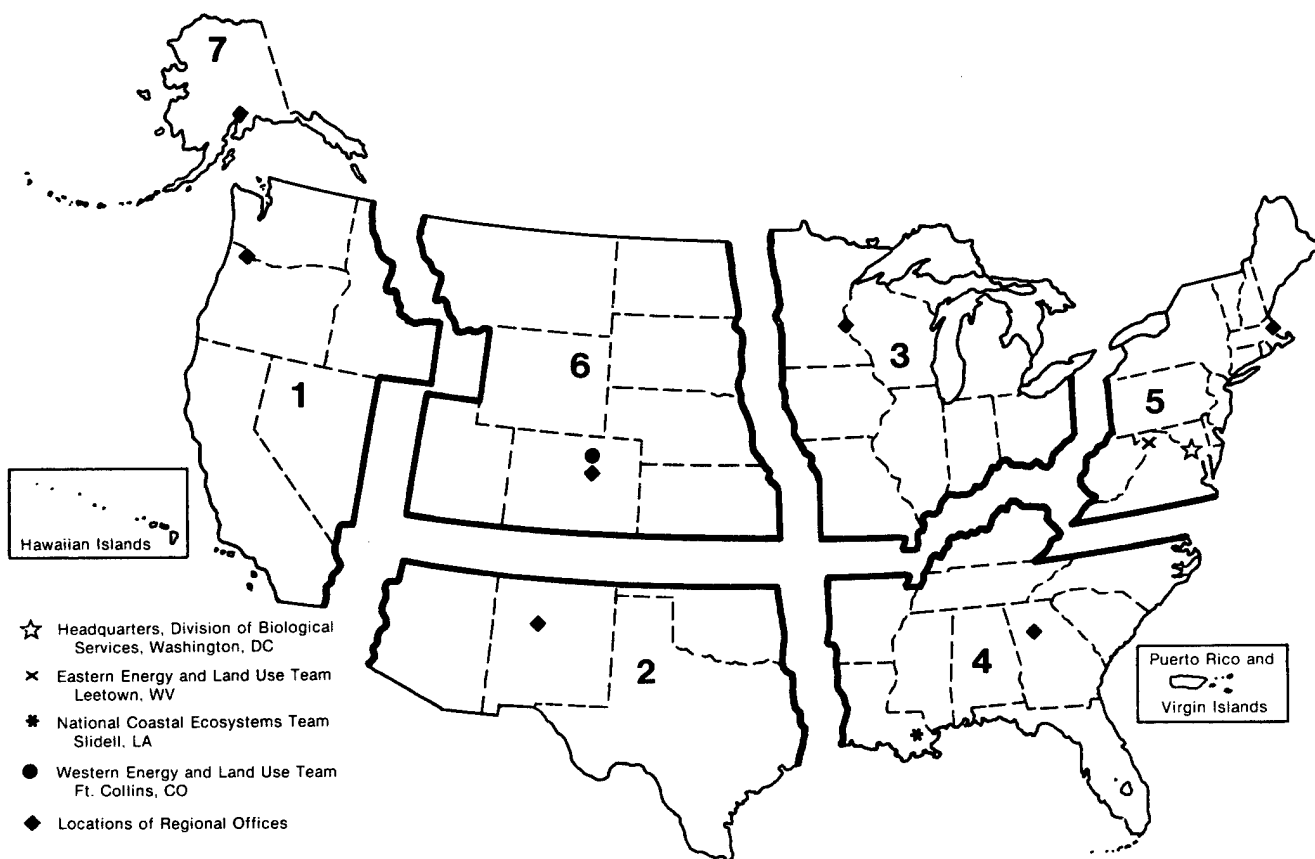 7
6
3
1
5
Hawaiian Islands
2
4
Puerto Rico and
Virgin Islands
Headquarters, Division of Biological
Services, Washington, DC
Eastern Energy and Land Use Team
Leetown, WV
National Coastal Ecosystems Team
Slidell, LA
Western Energy and Land Use Team
Ft. Collins, CO
Locations of Regional Offices